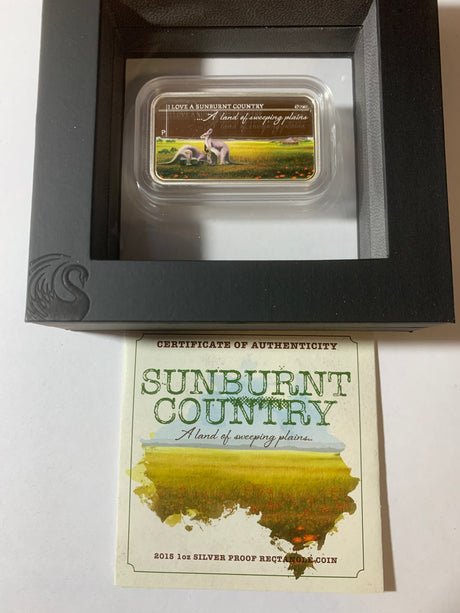 I LOVE A SUNBURNT COUNTRY
...A land of sweeping plains
P
CERTIFICATE OF AUTHENTICITY
SUNBURNT
COUNTRY
A land of sweeping plains...
2015 1oz SILVER PROOF RECTANGLE COIN